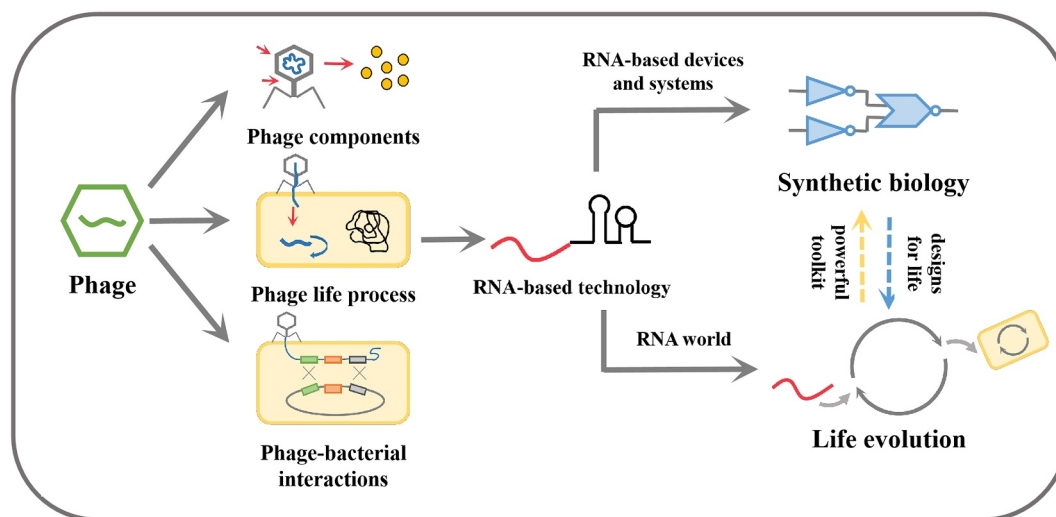 Phage
Phage components
Phage life process
Phage-bacterial
interactions
RNA-based technology
RNA-based devices
and systems
RNA world
Synthetic biology
powerful
toolkit
designs
for life
Life evolution